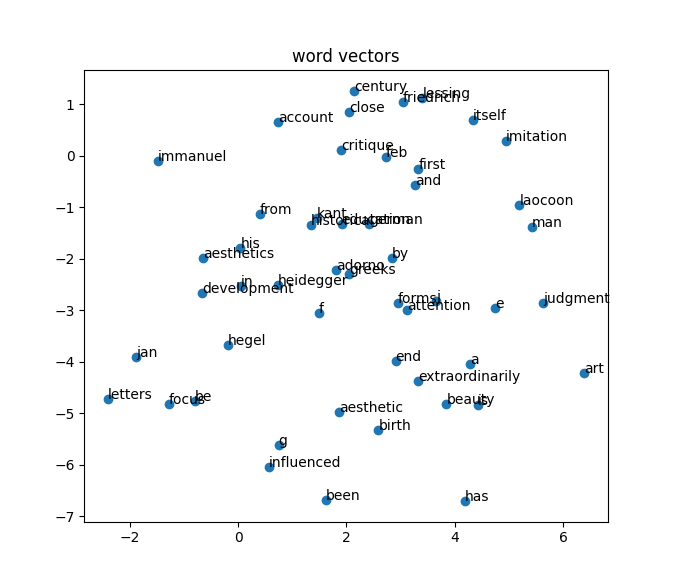 word vectors
century
friedrich
lessing
close
account
itself
imitation
critique
feb
immanuel
first
and
laocoon
from
kant
historical
education
german
man
his
aesthetics
by
adorno
greeks
in
heidegger
development
forms
i
judgment
f
attention
e
hegel
jan
end
a
art
extraordinarily
letters
focus
be
aesthetic
beauty
birth
g
influenced
been
has
1
0
−1
−2
−3
−4
−5
−6
−7
−2 0 2 4 6